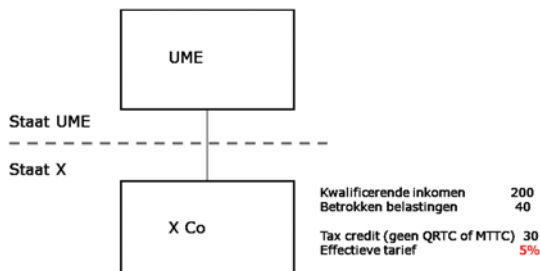 UME
Staat UME
Staat X
X Co
Kwalificerende inkomen 200
Betrokken belastingen 40
Tax credit (geen QRTC of MTTC) 30
Effectieve tarief 5%